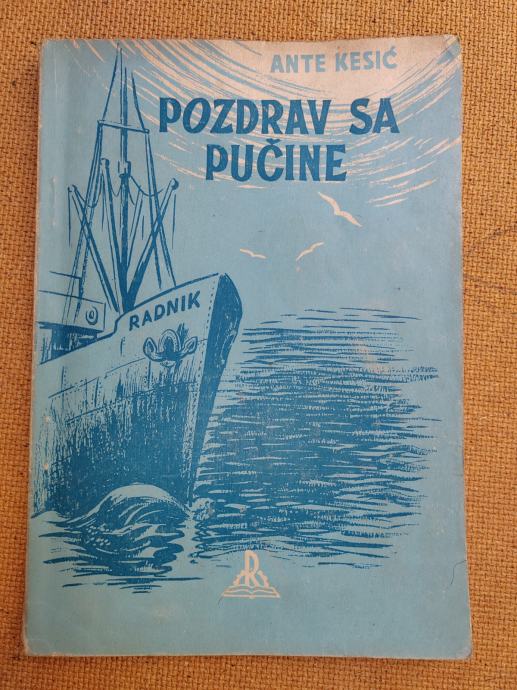 ANTE KESIĆ
POZDRAV SA
PUČINE
RADNIK
R